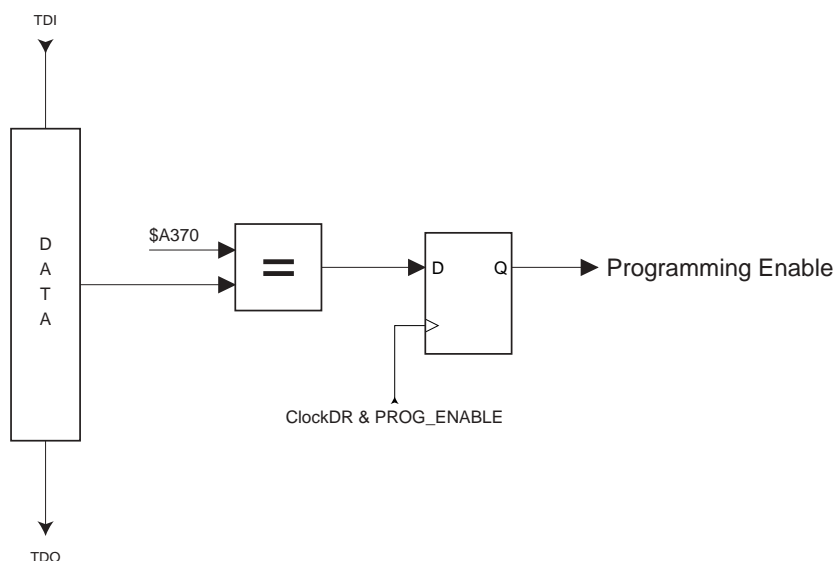 TDI
D
A
T
A
$A370
=
D Q
Programming Enable
ClockDR & PROG_ENABLE
TDO